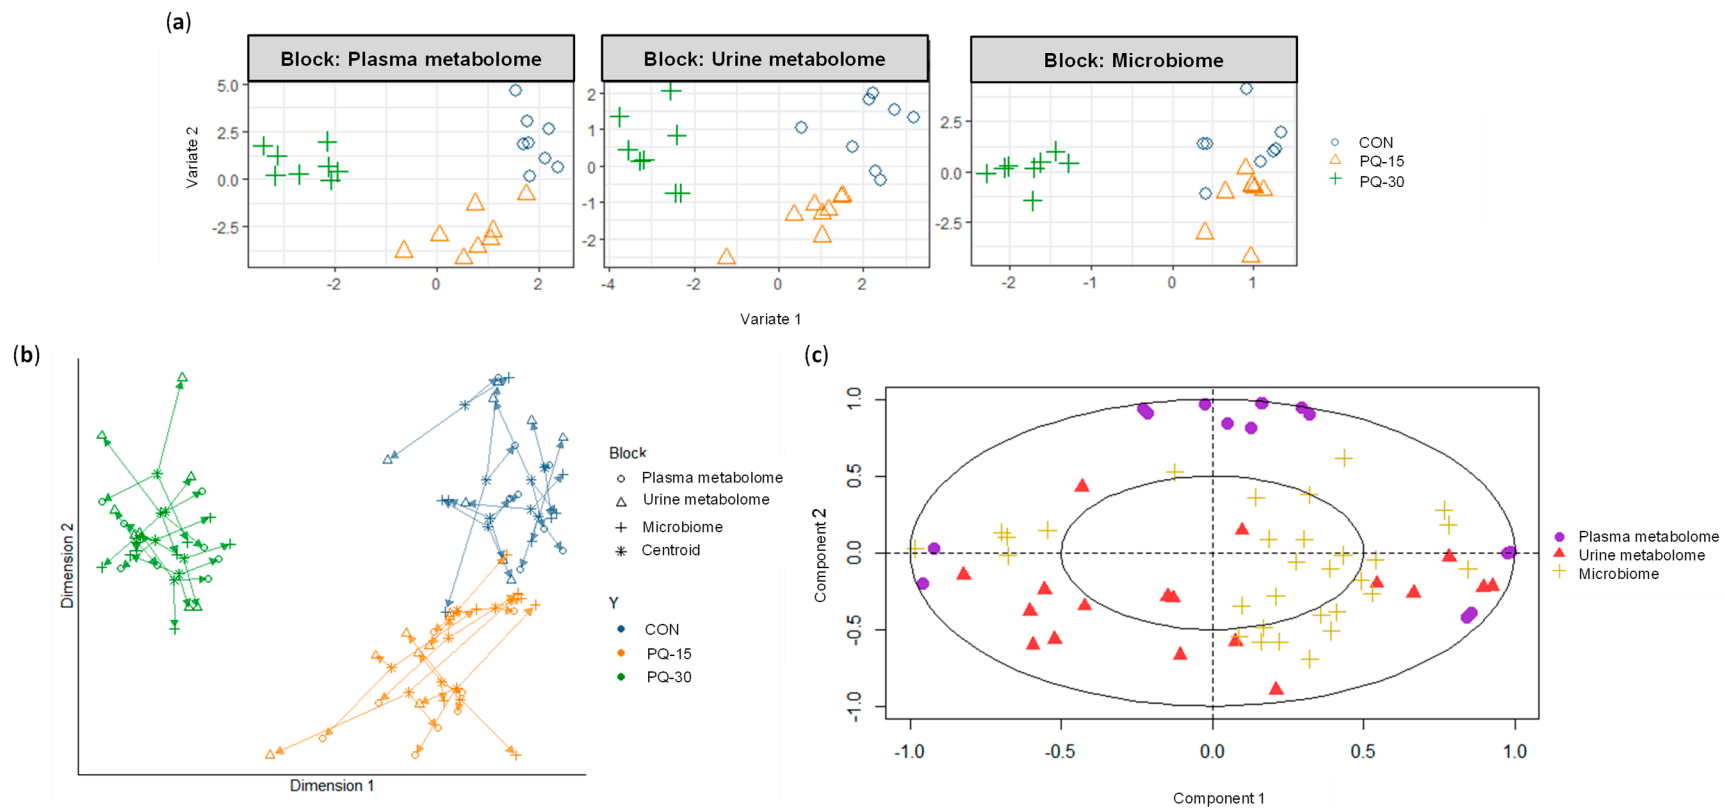 (a)
Block: Plasma metabolome
Block: Urine metabolome
Block: Microbiome
Variate 2
5.0
2.5
0.0
-2.5
-2
0
2
2
1
0
-1
-2
-4
-2
0
2
2.5
0.0
-2.5
-2
-1
0
1
CON
PQ-15
PQ-30
Variate 1
(b)
Dimension 2
Dimension 1
Block
Plasma metabolome
Urine metabolome
Microbiome
Centroid
Y
CON
PQ-15
PQ-30
(c)
Component 2
1.0
0.5
0.0
-0.5
-1.0
-1.0
-0.5
0.0
0.5
1.0
Component 1
Plasma metabolome
Urine metabolome
Microbiome